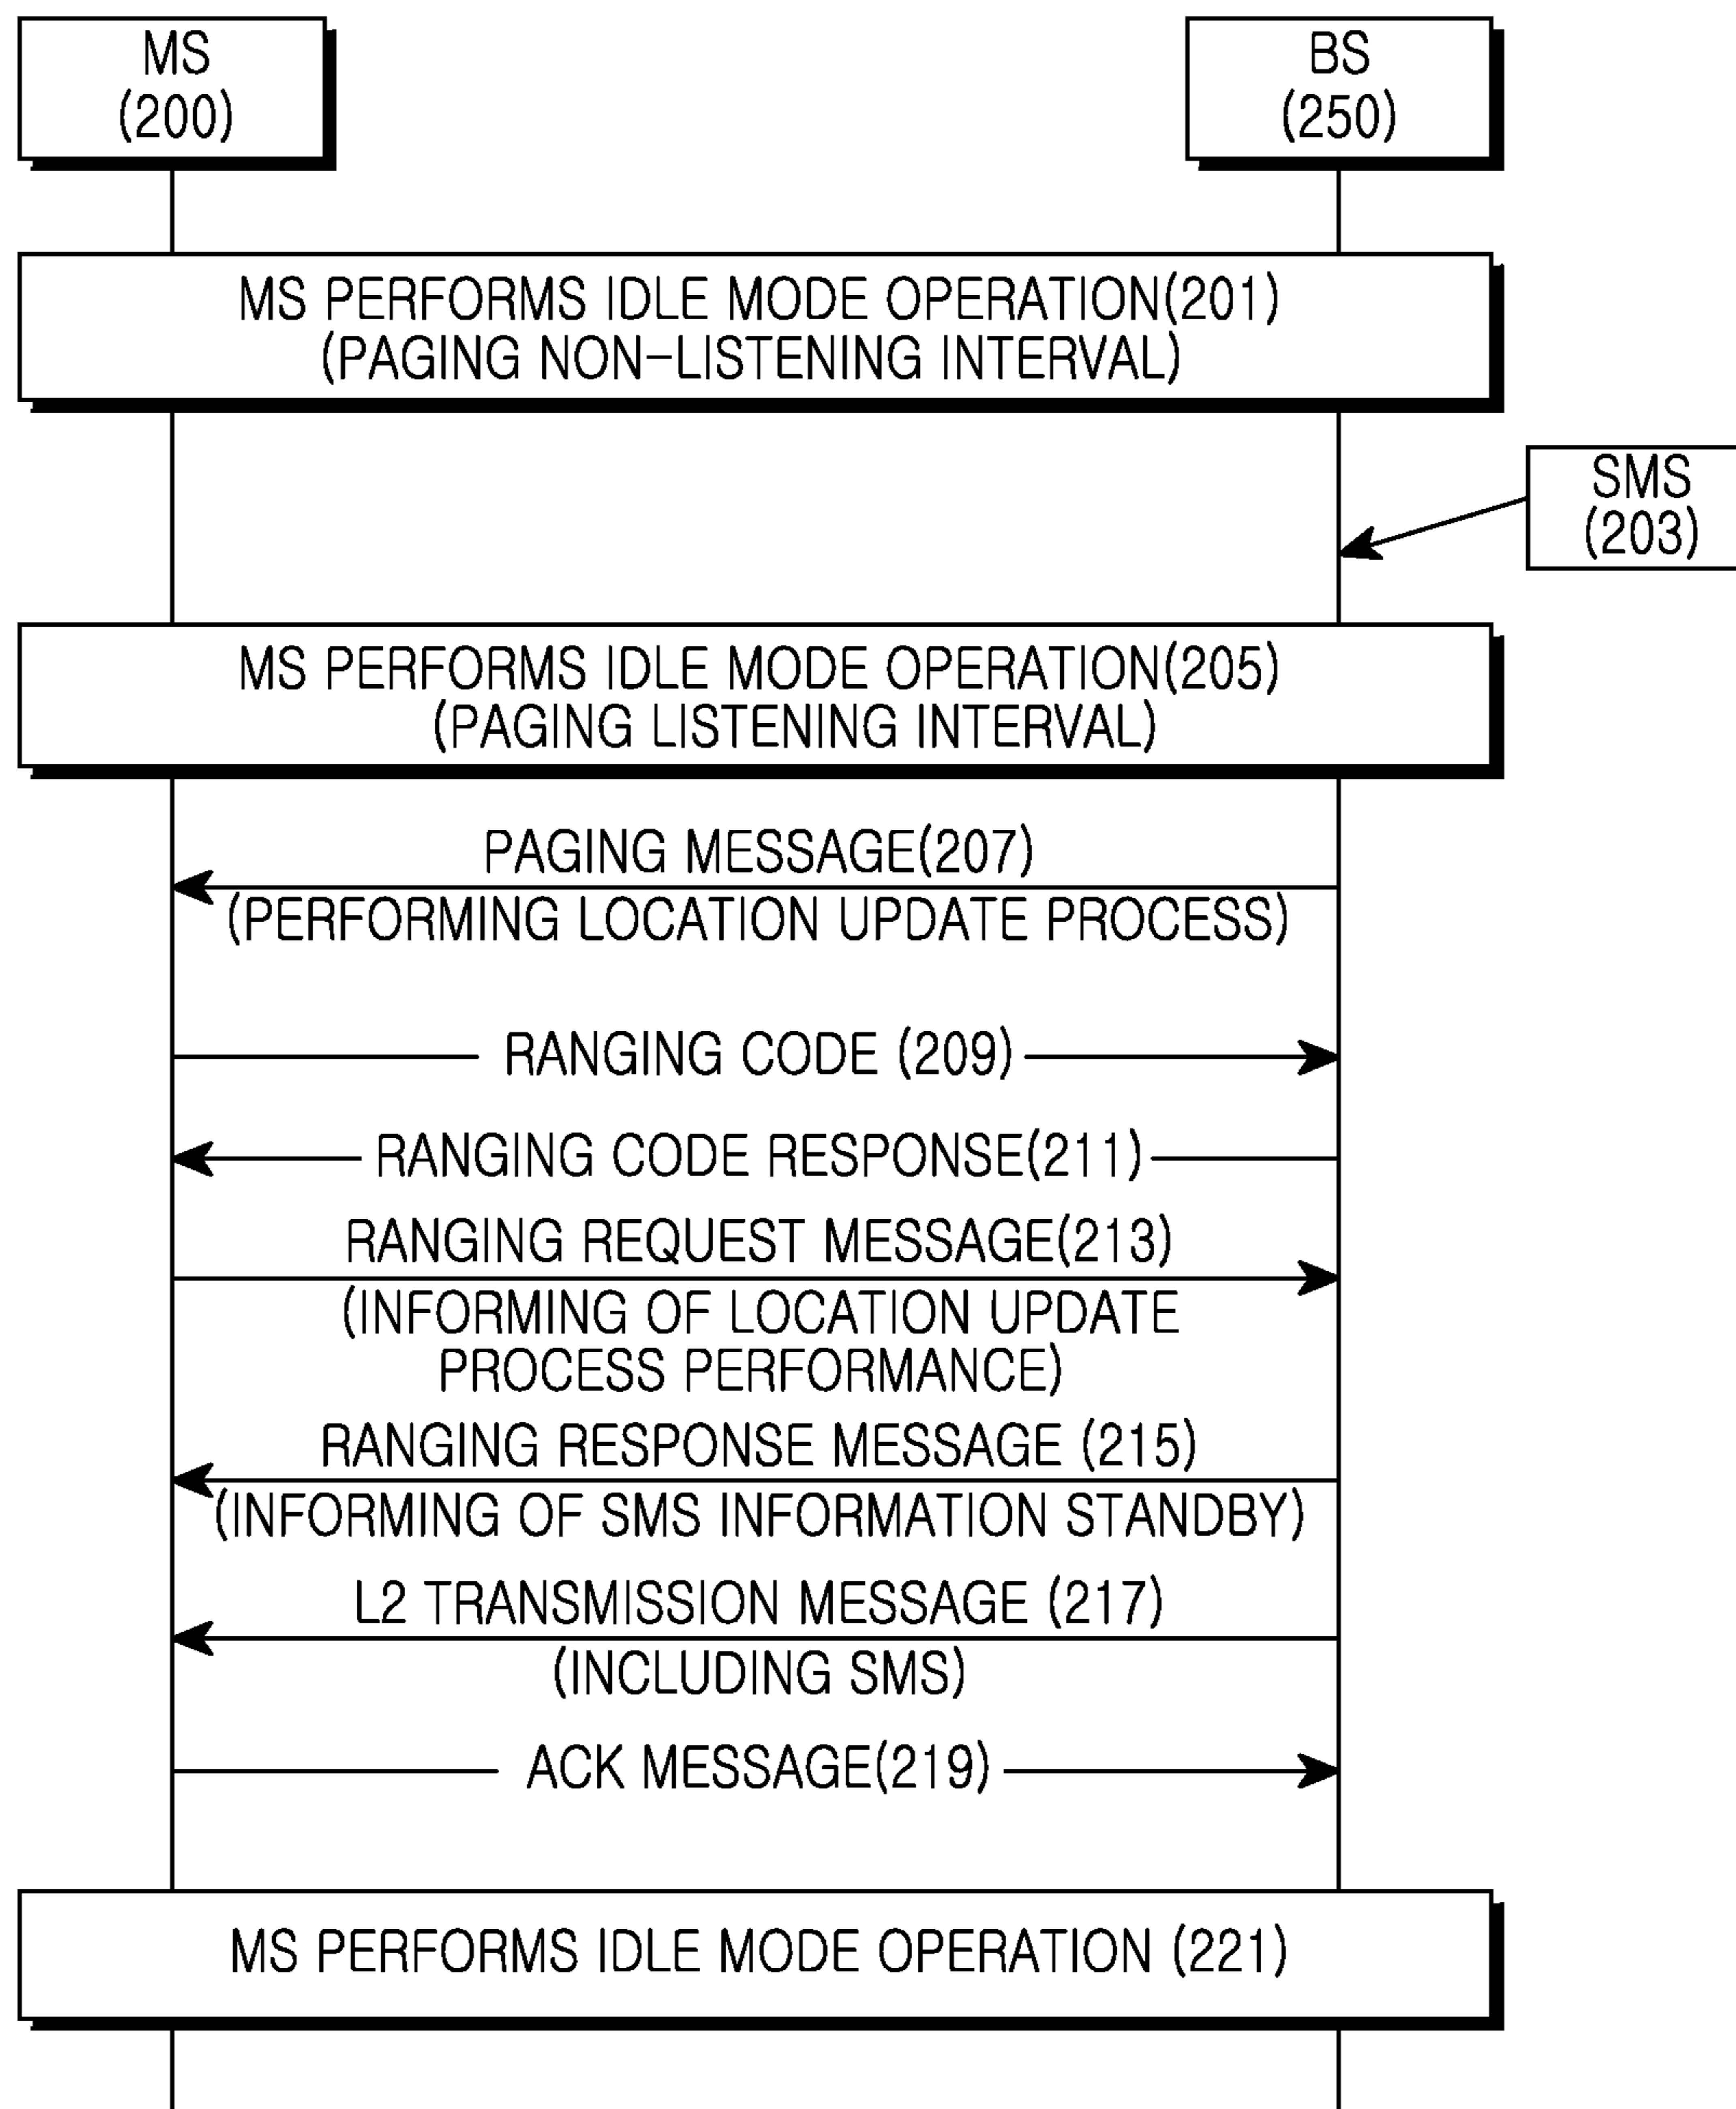 MS
(200)
BS
(250)
MS PERFORMS IDLE MODE OPERATION(201)
(PAGING NON-LISTENING INTERVAL)
SMS
(203)
MS PERFORMS IDLE MODE OPERATION(205)
(PAGING LISTENING INTERVAL)
PAGING MESSAGE(207)
(PERFORMING LOCATION UPDATE PROCESS)
RANGING CODE (209)
RANGING CODE RESPONSE(211)
RANGING REQUEST MESSAGE(213)
(INFORMING OF LOCATION UPDATE
PROCESS PERFORMANCE)
RANGING RESPONSE MESSAGE (215)
(INFORMING OF SMS INFORMATION STANDBY)
L2 TRANSMISSION MESSAGE (217)
(INCLUDING SMS)
ACK MESSAGE(219)
MS PERFORMS IDLE MODE OPERATION (221)